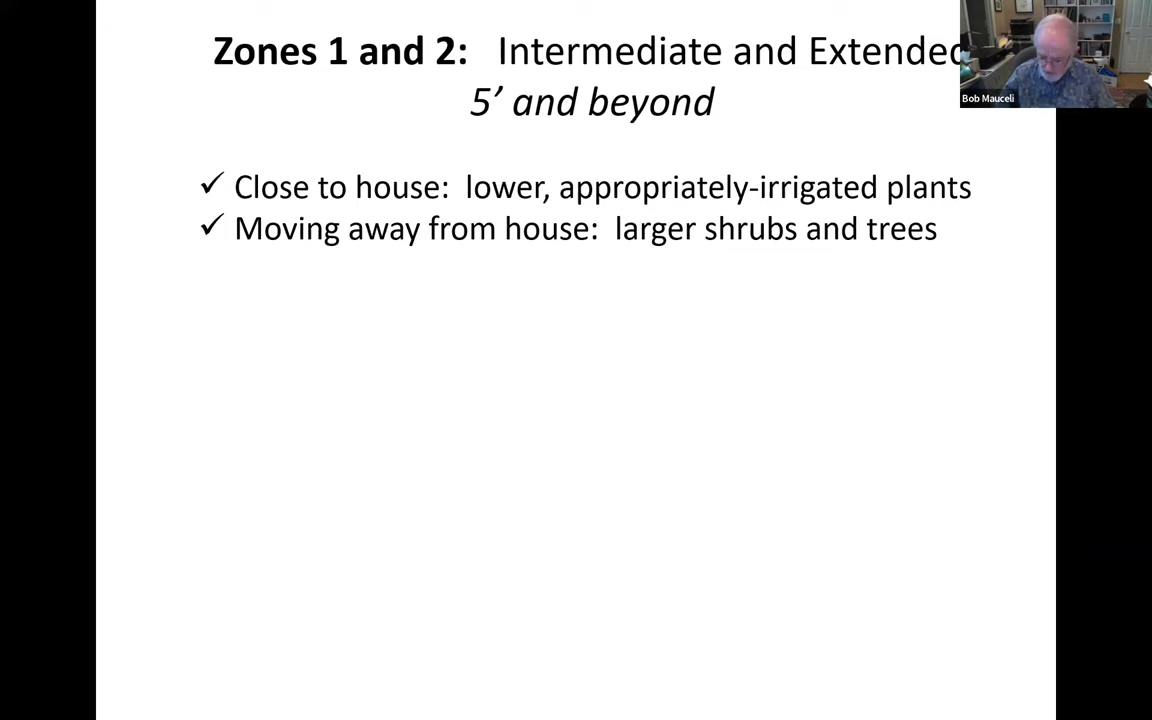 Zones 1 and 2: Intermediate and Extended
5’ and beyond
✓ Close to house: lower, appropriately-irrigated plants
✓ Moving away from house: larger shrubs and trees
Bob Mauceli